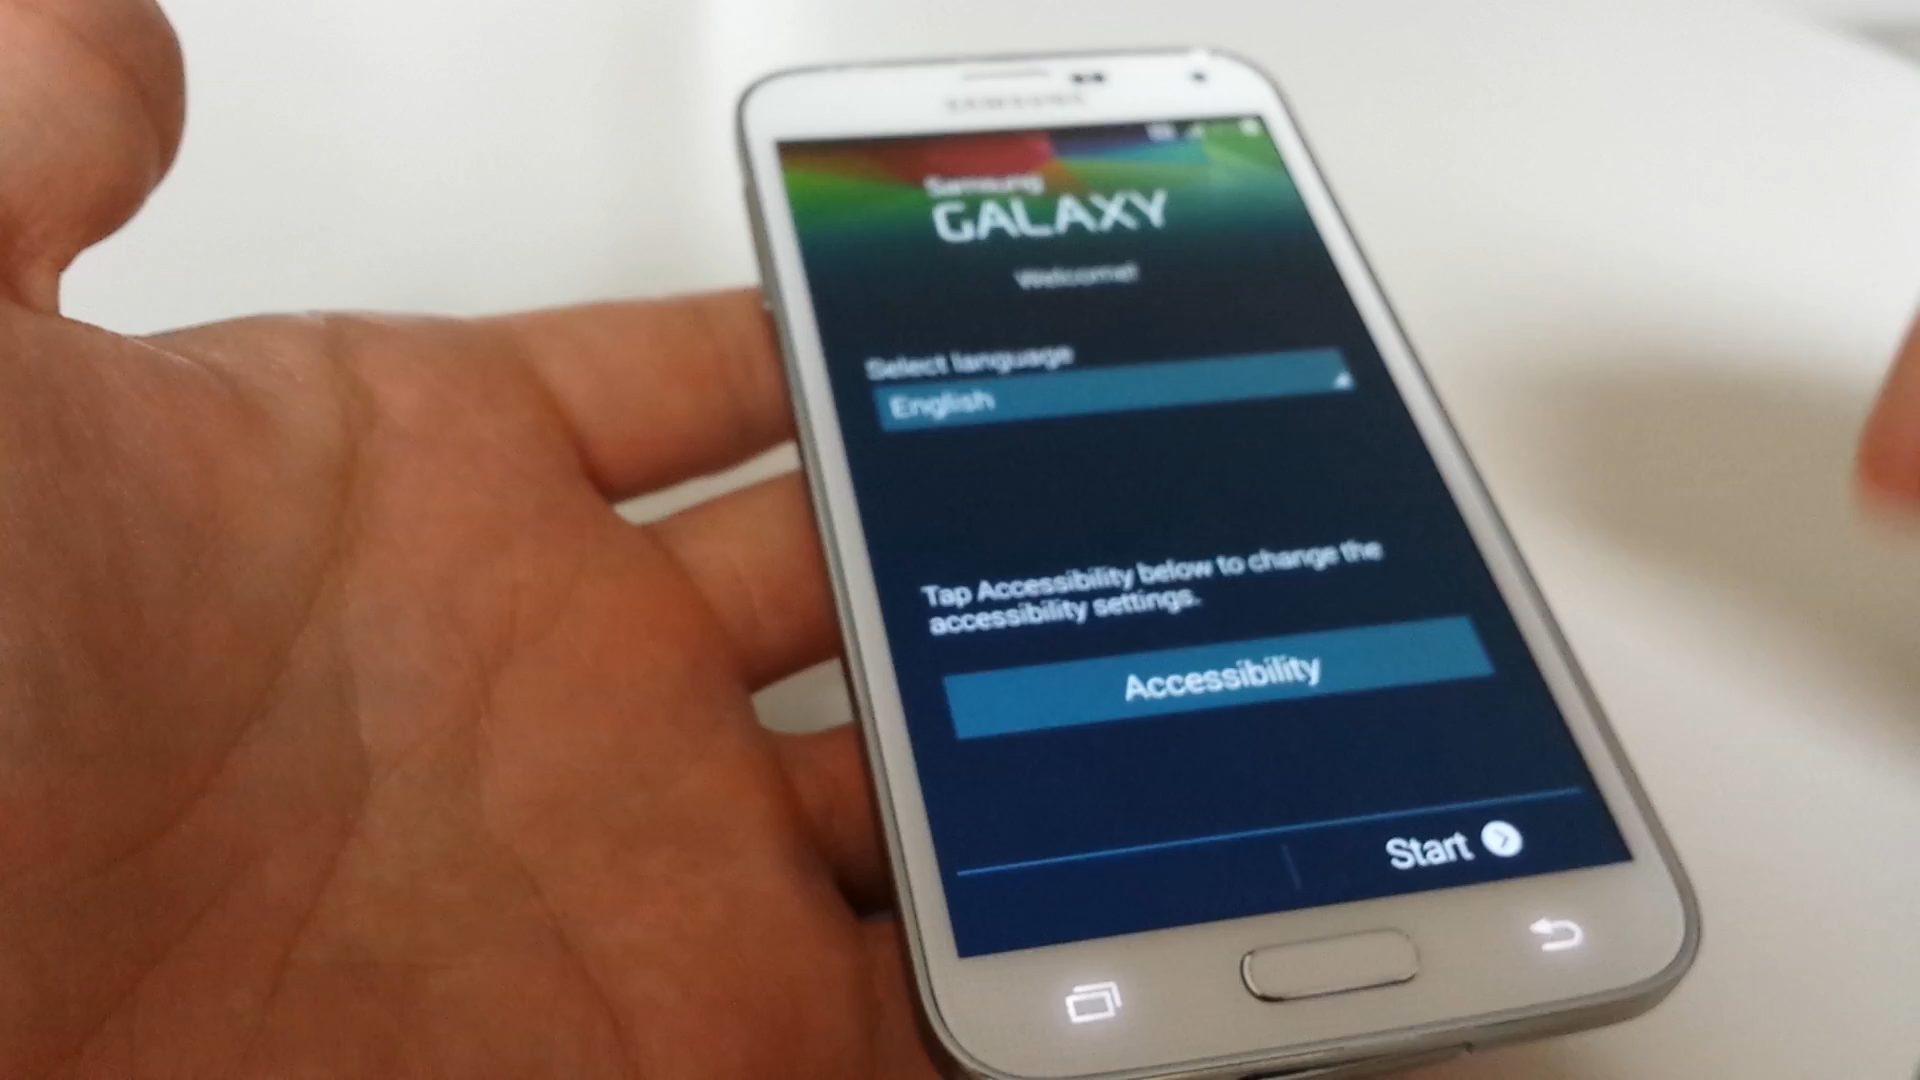 SAMSUNG
Samsung
GALAXY
Welcome!
Select language
English
Tap Accessibility below to change the
accessibility settings.
Accessibility
Start